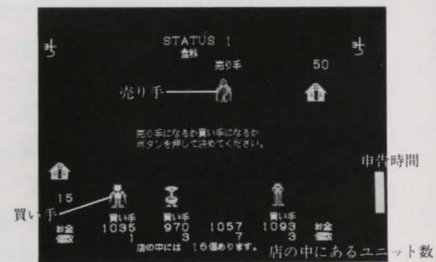 STATUS 1
食料
売り手 50
売り手
売り手になるか買い手になるか
ボタンを押して決めてください。
申告時間
15
買い手
買い手 買い手 買い手
お金 1035 970 1057 1093
個数 1 3 7 3
店の中には 16個あります。
店の中にあるユニット数